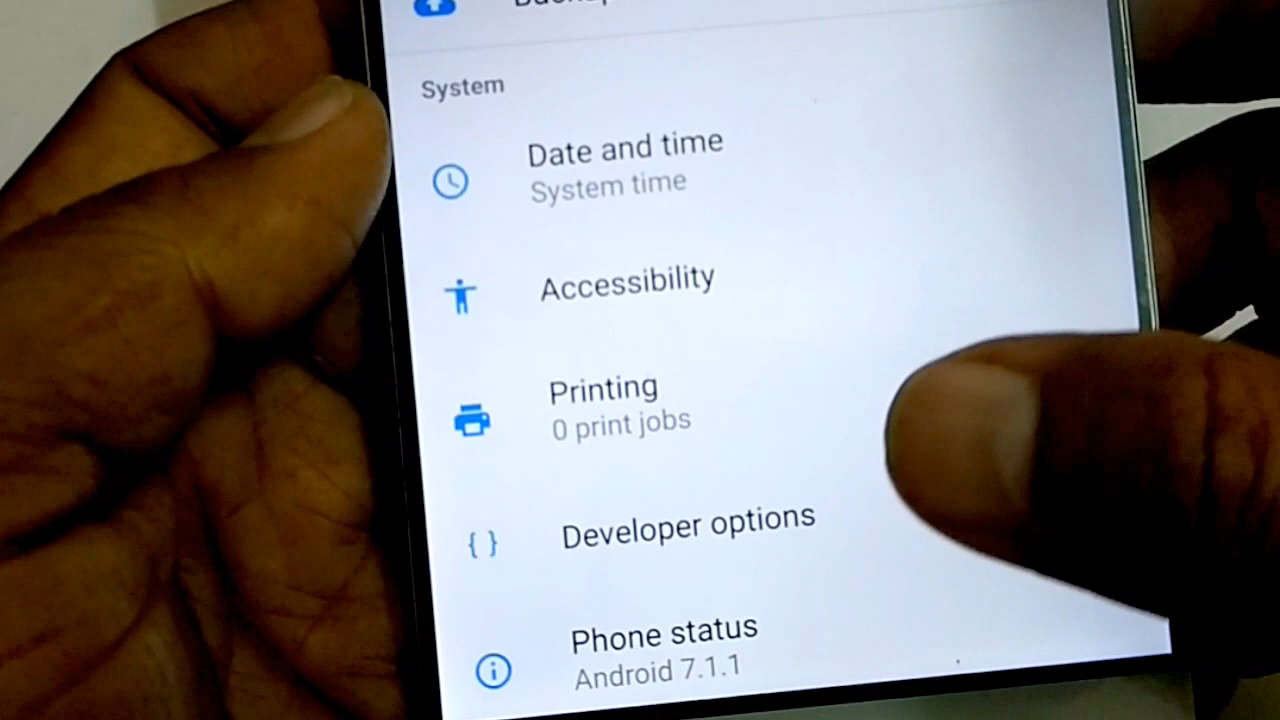 System
Date and time
System time
Accessibility
Printing
0 print jobs
{ }
Developer options
Phone status
Android 7.1.1